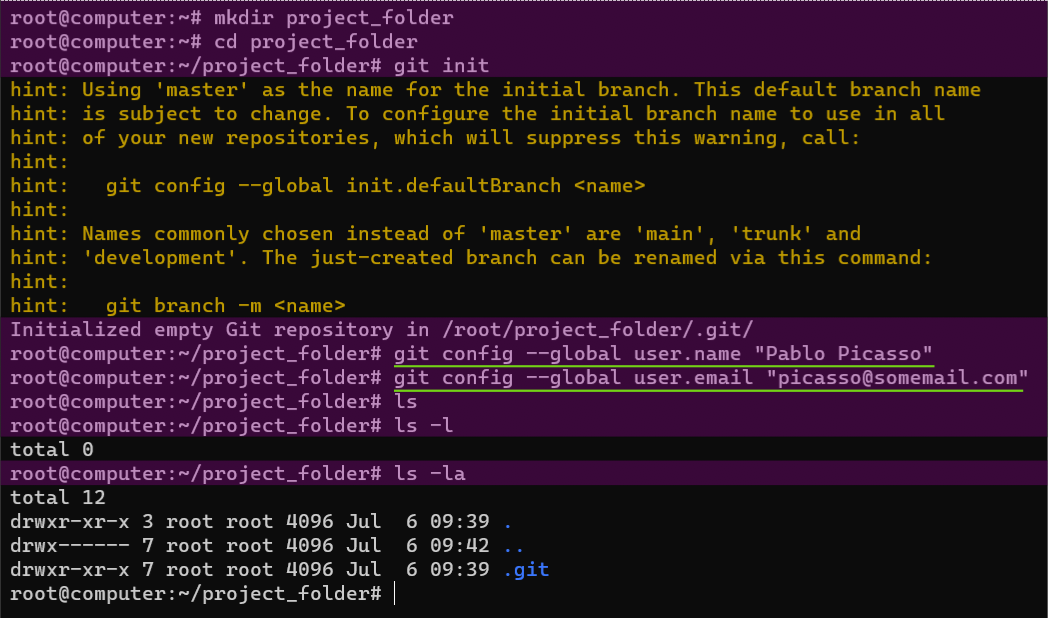 root@computer:~# mkdir project_folder
root@computer:~# cd project_folder
root@computer:~/project_folder# git init
hint: Using 'master' as the name for the initial branch. This default branch name
hint: is subject to change. To configure the initial branch name to use in all
hint: of your new repositories, which will suppress this warning, call:
hint:
hint:   git config --global init.defaultBranch <name>
hint:
hint: Names commonly chosen instead of 'master' are 'main', 'trunk' and
hint: 'development'. The just-created branch can be renamed via this command:
hint:
hint:   git branch -m <name>
Initialized empty Git repository in /root/project_folder/.git/
root@computer:~/project_folder# git config --global user.name "Pablo Picasso"
root@computer:~/project_folder# git config --global user.email "picasso@somemail.com"
root@computer:~/project_folder# ls
root@computer:~/project_folder# ls -l
total 0
root@computer:~/project_folder# ls -la
total 12
drwxr-xr-x 3 root root 4096 Jul  6 09:39 .
drwx------ 7 root root 4096 Jul  6 09:42 ..
drwxr-xr-x 7 root root 4096 Jul  6 09:39 .git
root@computer:~/project_folder#